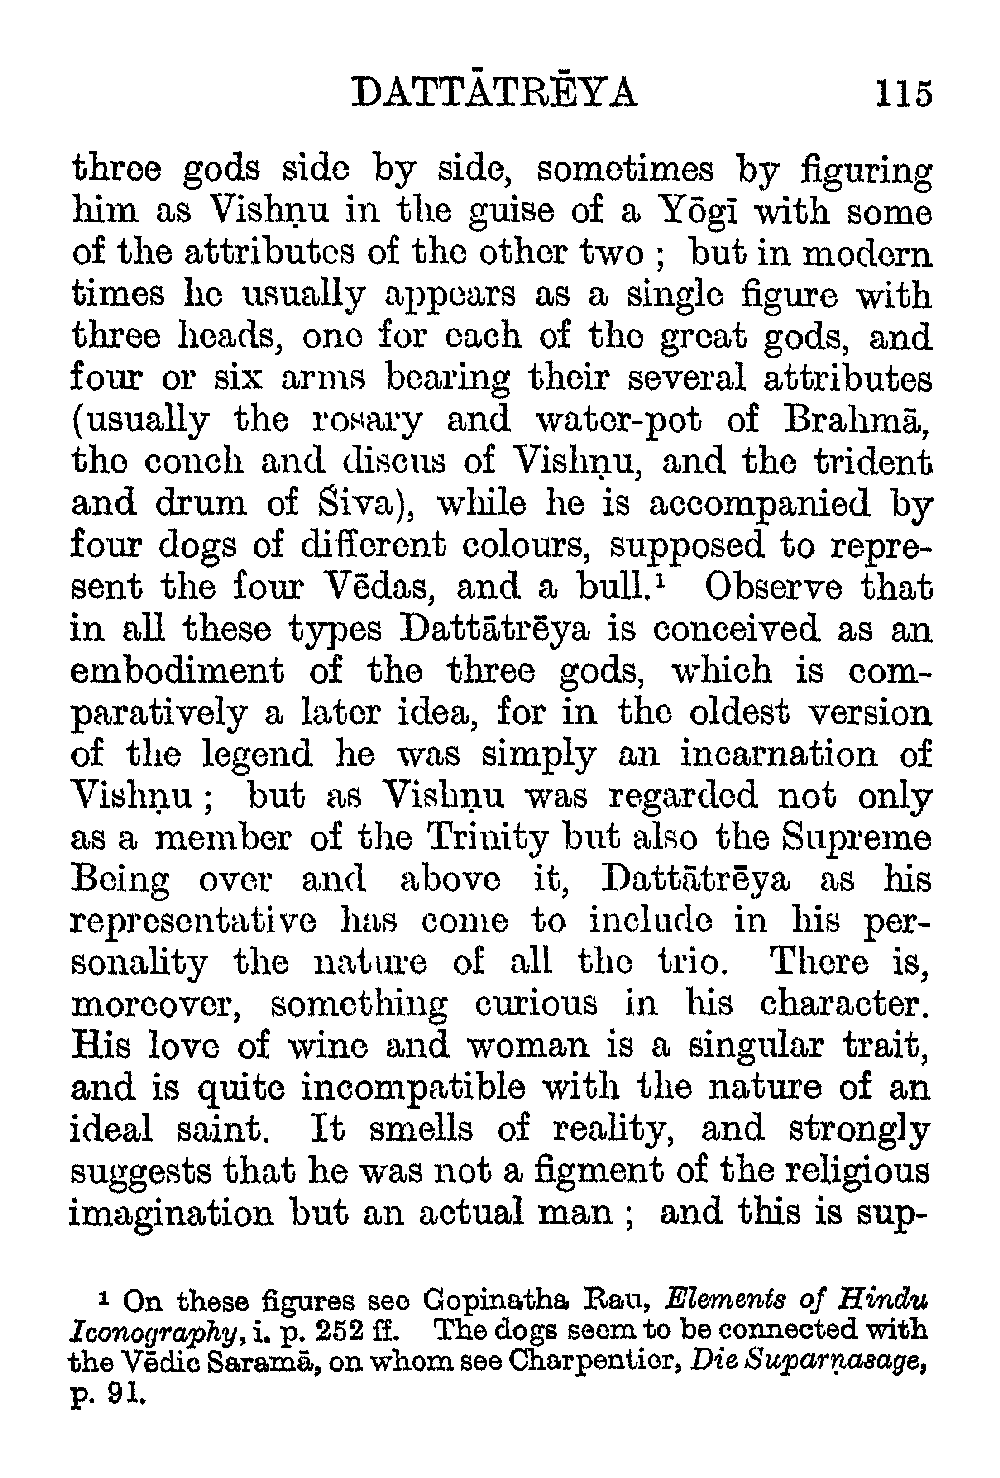 DATTĀTRĒYA 115
three gods side by side, sometimes by figuring
him as Vishṇu in the guise of a Yōgī with some
of the attributes of the other two ; but in modern
times he usually appears as a single figure with
three heads, one for each of the great gods, and
four or six arms bearing their several attributes
(usually the rosary and water-pot of Brahmā,
the conch and discus of Vishṇu, and the trident
and drum of Śiva), while he is accompanied by
four dogs of different colours, supposed to repre-
sent the four Vēdas, and a bull.¹ Observe that
in all these types Dattātrēya is conceived as an
embodiment of the three gods, which is com-
paratively a later idea, for in the oldest version
of the legend he was simply an incarnation of
Vishṇu ; but as Vishṇu was regarded not only
as a member of the Trinity but also the Supreme
Being over and above it, Dattātrēya as his
representative has come to include in his per-
sonality the nature of all the trio. There is,
moreover, something curious in his character.
His love of wine and woman is a singular trait,
and is quite incompatible with the nature of an
ideal saint. It smells of reality, and strongly
suggests that he was not a figment of the religious
imagination but an actual man ; and this is sup-
¹ On these figures see Gopinatha Rau, Elements of Hindu
Iconography, i. p. 252 ff. The dogs seem to be connected with
the Vēdic Saramā, on whom see Charpentier, Die Suparṇasage,
p. 91.